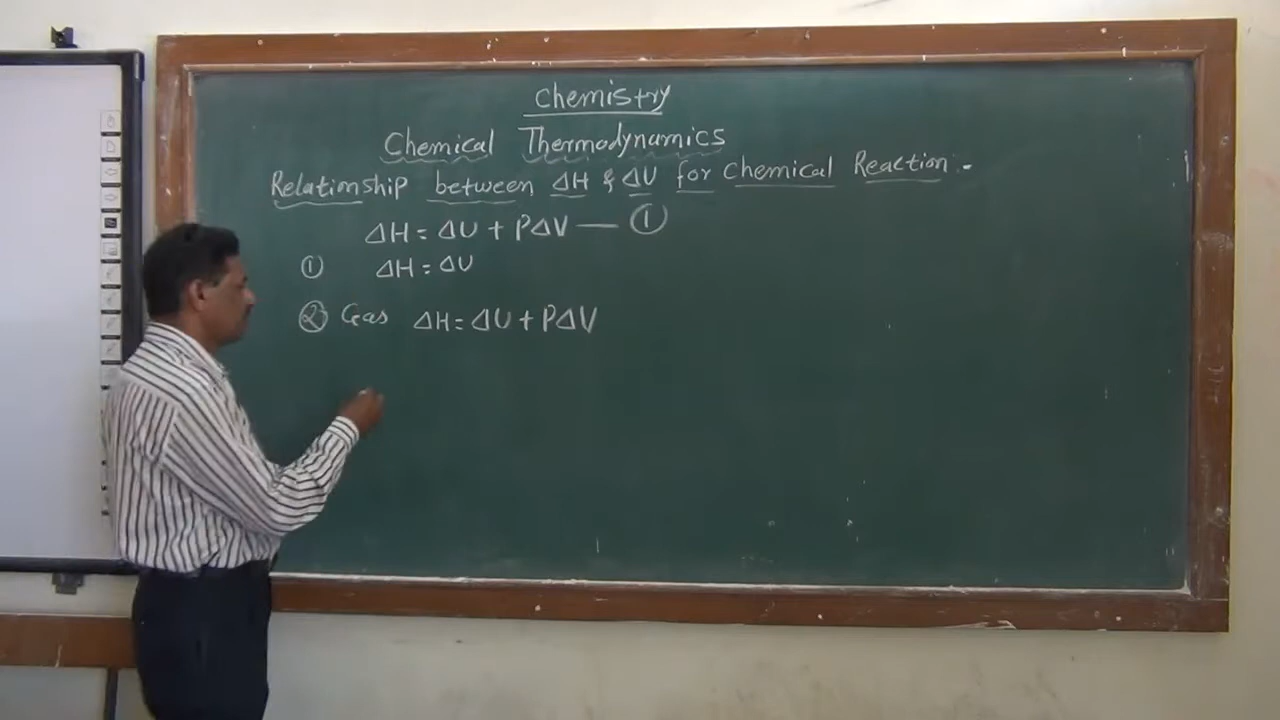 Chemistry
Chemical Thermodynamics
Relationship between ΔH & ΔU for Chemical Reaction -
ΔH = ΔU + PΔV — ①
① ΔH = ΔU
② Gas ΔH = ΔU + PΔV